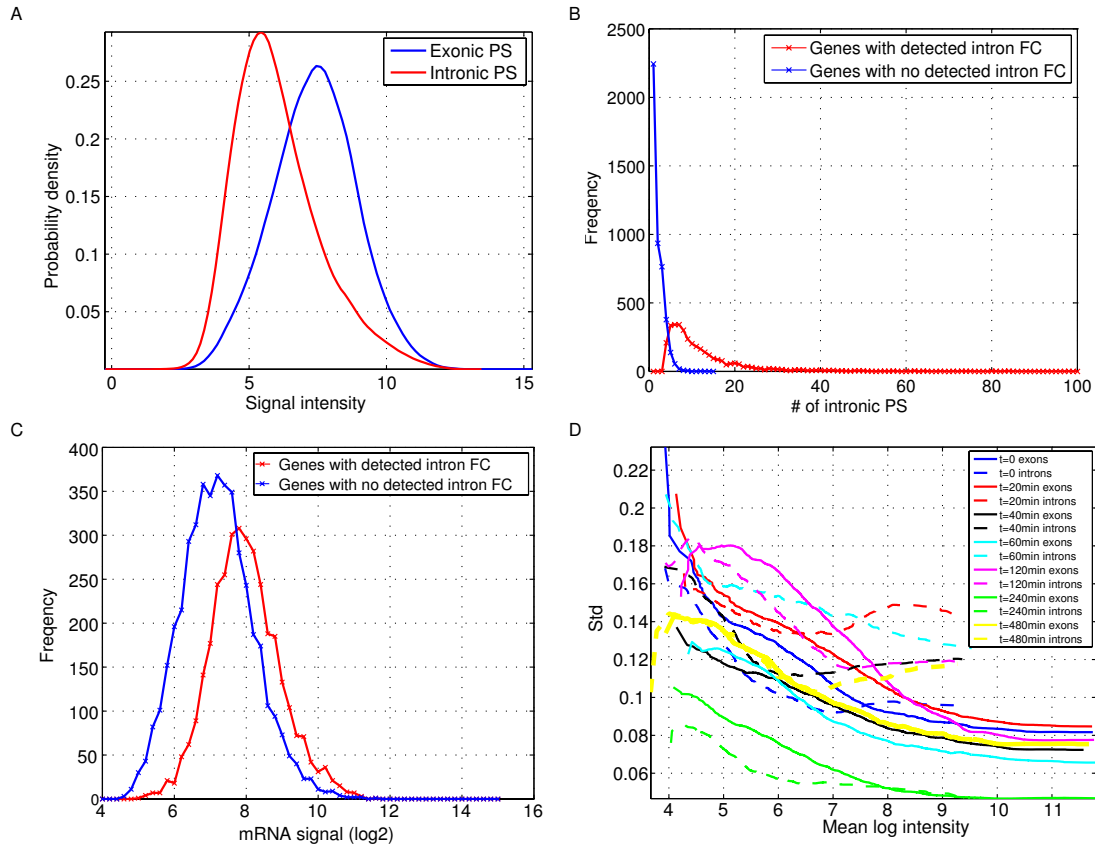 A
Exonic PS
Intronic PS
0.25
0.2
0.15
0.1
0.05
0
5
10
15
Probability density
Signal intensity
B
Genes with detected intron FC
Genes with no detected intron FC
2500
2000
1500
1000
500
0
0
20
40
60
80
100
Freqency
# of intronic PS
C
Genes with detected intron FC
Genes with no detected intron FC
400
350
300
250
200
150
100
50
0
4
6
8
10
12
14
16
Freqency
mRNA signal (log2)
D
t=0 exons
t=0 introns
t=20min exons
t=20min introns
t=40min exons
t=40min introns
t=60min exons
t=60min introns
t=120min exons
t=120min introns
t=240min exons
t=240min introns
t=480min exons
t=480min introns
0.22
0.2
0.18
0.16
0.14
0.12
0.1
0.08
0.06
4
5
6
7
8
9
10
11
Std
Mean log intensity